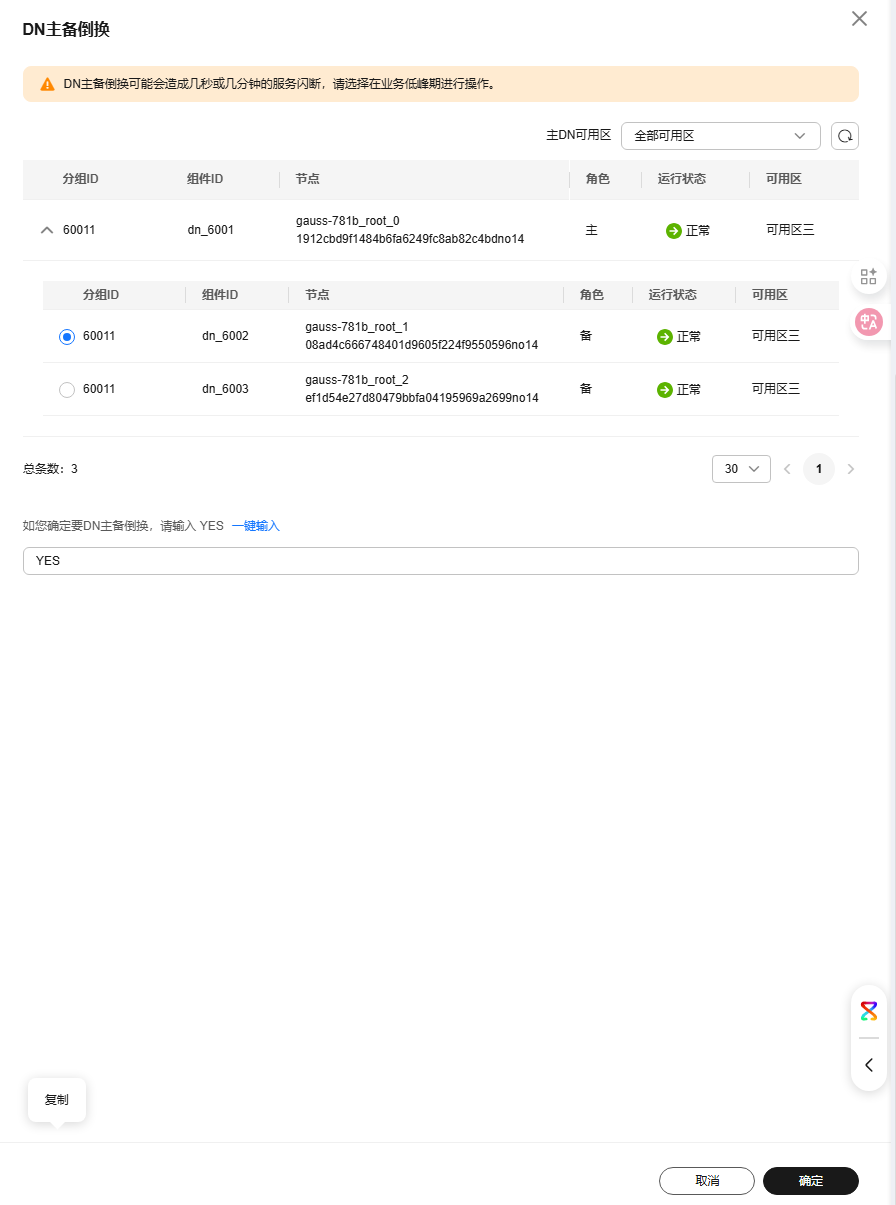 DN主备倒换
DN主备倒换可能会造成几秒或几分钟的服务闪断，请选择在业务低峰期进行操作。
主DN可用区 全部可用区
分组ID 组件ID 节点 角色 运行状态 可用区
60011 dn_6001 gauss-781b_root_0 主 正常 可用区三
1912cbd9f1484b6fa6249fc8ab82c4bdno14
分组ID 组件ID 节点 角色 运行状态 可用区
60011 dn_6002 gauss-781b_root_1 备 正常 可用区三
08ad4c666748401d9605f224f9550596no14
60011 dn_6003 gauss-781b_root_2 备 正常 可用区三
ef1d54e27d80479bbfa04195969a2699no14
总条数：3 30 1
如您确定要DN主备倒换，请输入 YES 一键输入
YES
复制
取消 确定